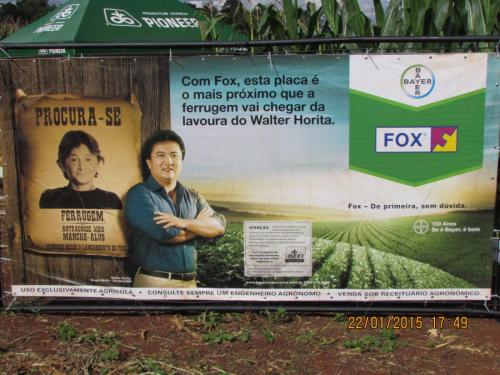 PIONEER
PRODUTOR
PIONEER
PROCURA-SE
FERRUGEM
MANCHA-ALVO
Com Fox, esta placa é
o mais próximo que a
ferrugem vai chegar da
lavoura do Walter Horita.
BAYER
BAYER
FOX
Fox – De primeira, sem dúvida.
150 Anos
Se é Bayer, é bom
ATENÇÃO
USO EXCLUSIVAMENTE AGRÍCOLA • CONSULTE SEMPRE UM ENGENHEIRO AGRÔNOMO • VENDA SOB RECEITUÁRIO AGRONÔMICO.
22/01/2015 17:49